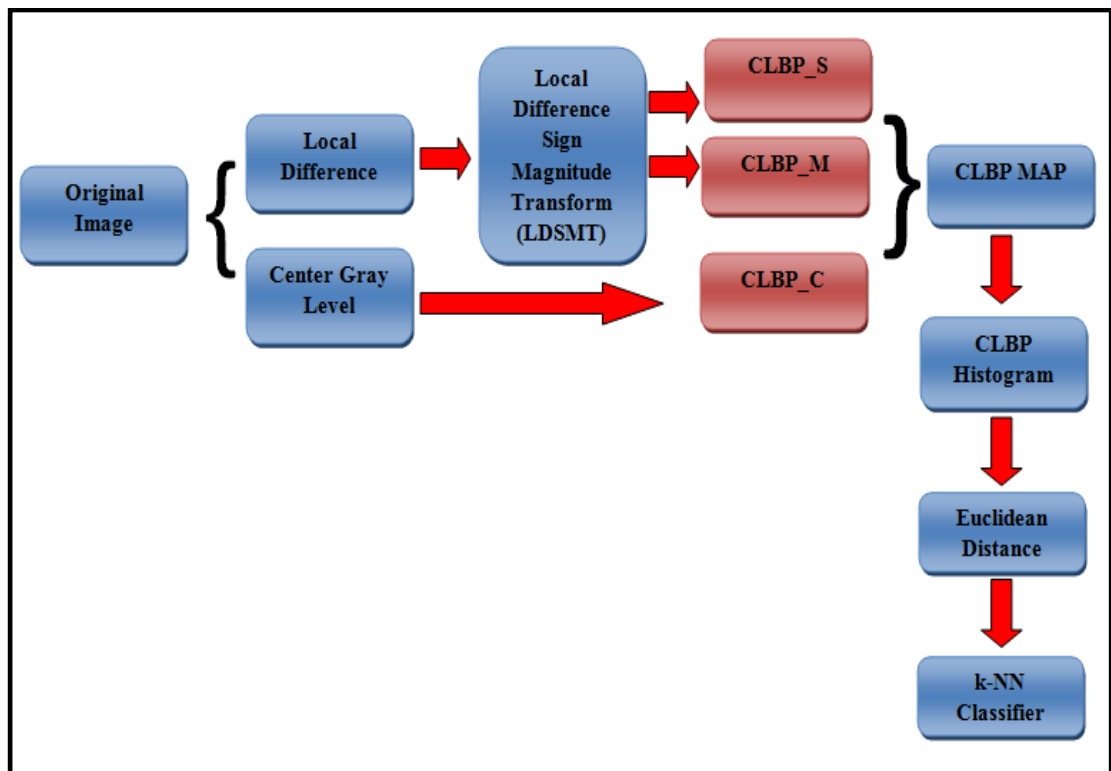 Original
Image
Local
Difference
Center Gray
Level
Local
Difference
Sign
Magnitude
Transform
(LDSMT)
CLBP_S
CLBP_M
CLBP_C
CLBP MAP
CLBP
Histogram
Euclidean
Distance
k-NN
Classifier